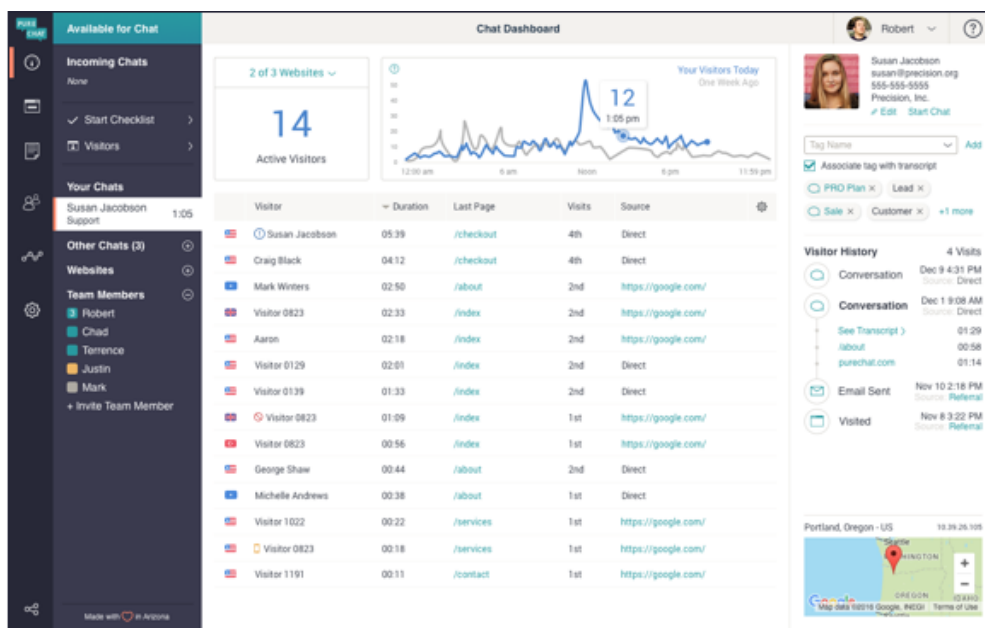 PURE
CHAT
Available for Chat
Chat Dashboard
Robert
?
Incoming Chats
None
Start Checklist
Visitors
Your Chats
Susan Jacobson 1:05
Support
Other Chats (3)
Websites
Team Members
3 Robert
Chad
Terrence
Justin
Mark
+ Invite Team Member
Made with in Arizona
2 of 3 Websites
14
Active Visitors
Your Visitors Today
One Week Ago
12
1:05 pm
50
40
30
20
10
0
12:00 am 6 am Noon 6 pm 11:59 pm
Visitor Duration Last Page Visits Source
Susan Jacobson 05:39 /checkout 4th Direct
Craig Black 04:12 /checkout 4th Direct
Mark Winters 02:50 /about 2nd https://google.com/
Visitor 0823 02:33 /index 2nd https://google.com/
Aaron 02:18 /index 2nd https://google.com/
Visitor 0129 02:01 /index 2nd Direct
Visitor 0139 01:33 /index 2nd Direct
Visitor 0823 01:09 /index 1st https://google.com/
Visitor 0823 00:56 /index 1st https://google.com/
George Shaw 00:44 /about 2nd Direct
Michelle Andrews 00:38 /about 1st Direct
Visitor 1022 00:22 /services 1st https://google.com/
Visitor 0823 00:18 /services 1st https://google.com/
Visitor 1191 00:11 /contact 1st https://google.com/
Susan Jacobson
susan@precision.org
555-555-5555
Precision, Inc.
Edit Start Chat
Tag Name Add
Associate tag with transcript
PRO Plan × Lead ×
Sale × Customer × +1 more
Visitor History 4 Visits
Conversation Dec 9 4:31 PM
Source: Direct
Conversation Dec 1 9:08 AM
Source: Direct
See Transcript > 01:29
/about 00:58
purechat.com 01:14
Email Sent Nov 10 2:18 PM
Source: Referral
Visited Nov 8 3:22 PM
Source: Referral
Portland, Oregon - US 10.39.26.105
Seattle
HINGTON
+
−
OREGON
IDAHO
Google
Map data ©2016 Google, INEGI Terms of Use